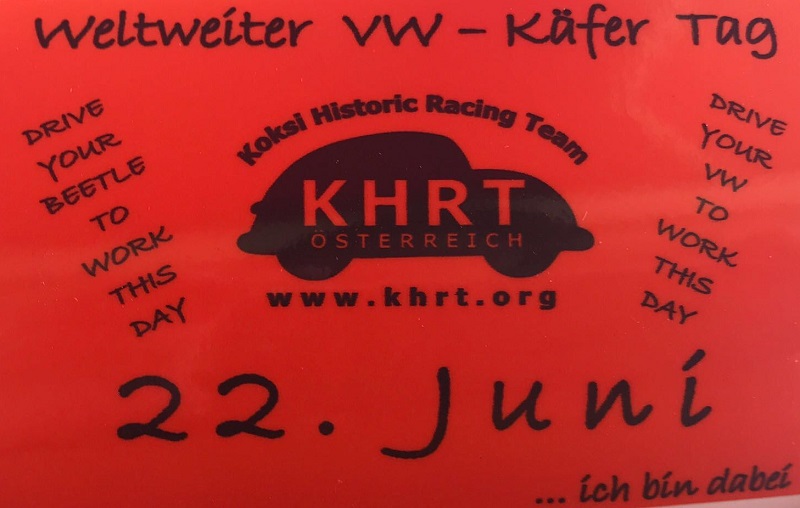 Weltweiter VW - Käfer Tag
Koksi Historic Racing Team
KHRT
ÖSTERREICH
www.khrt.org
DRIVE
YOUR
BEETLE
TO
WORK
THIS
DAY
DRIVE
YOUR
VW
TO
WORK
THIS
DAY
22. Juni
... ich bin dabei